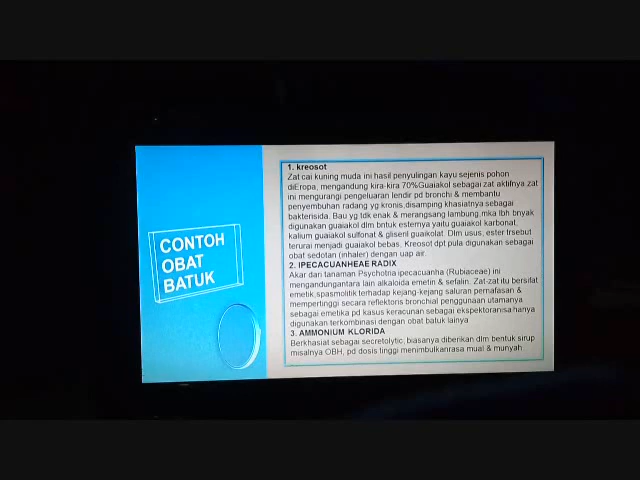 CONTOH
OBAT
BATUK
1. kreosot
Zat cai kuning muda ini hasil penyulingan kayu sejenis pohon
diEropa, mengandung kira-kira 70%Guaiakol sebagai zat aktifnya.zat
ini mengurangi pengeluaran lendir pd bronchi & membantu
penyembuhan radang yg kronis,disamping khasiatnya sebagai
bakterisida. Bau yg tdk enak & merangsang lambung,mka lbh bnyak
digunakan guaiakol dlm bntuk esternya yaitu guaiakol karbonat,
kalium guaiakol sulfonat & gliseril guaikolat. Dlm usus, ester trsebut
terurai menjadi guaiakol bebas. Kreosot dpt pula digunakan sebagai
obat sedotan (inhaler) dengan uap air.
2. IPECACUANHEAE RADIX
Akar dari tanaman Psychotna ipecacuanha (Rubiaceae) ini
mengandungantara lain alkaloida emetin & sefalin. Zat-zat itu bersifat
emetik,spasmolitik terhadap kejang-kejang saluran pernafasan &
mempertinggi secara reflektoris bronchial penggunaan utamanya
sebagai emetika pd kasus keracunan sebagai ekspektoranisa hanya
digunakan terkombinasi dengan obat batuk lainya
3. AMMONIUM KLORIDA
Berkhasiat sebagai secretolytic, biasanya diberikan dlm bentuk sirup
misalnya OBH, pd dosis tinggi menimbulkanrasa mual & munyah